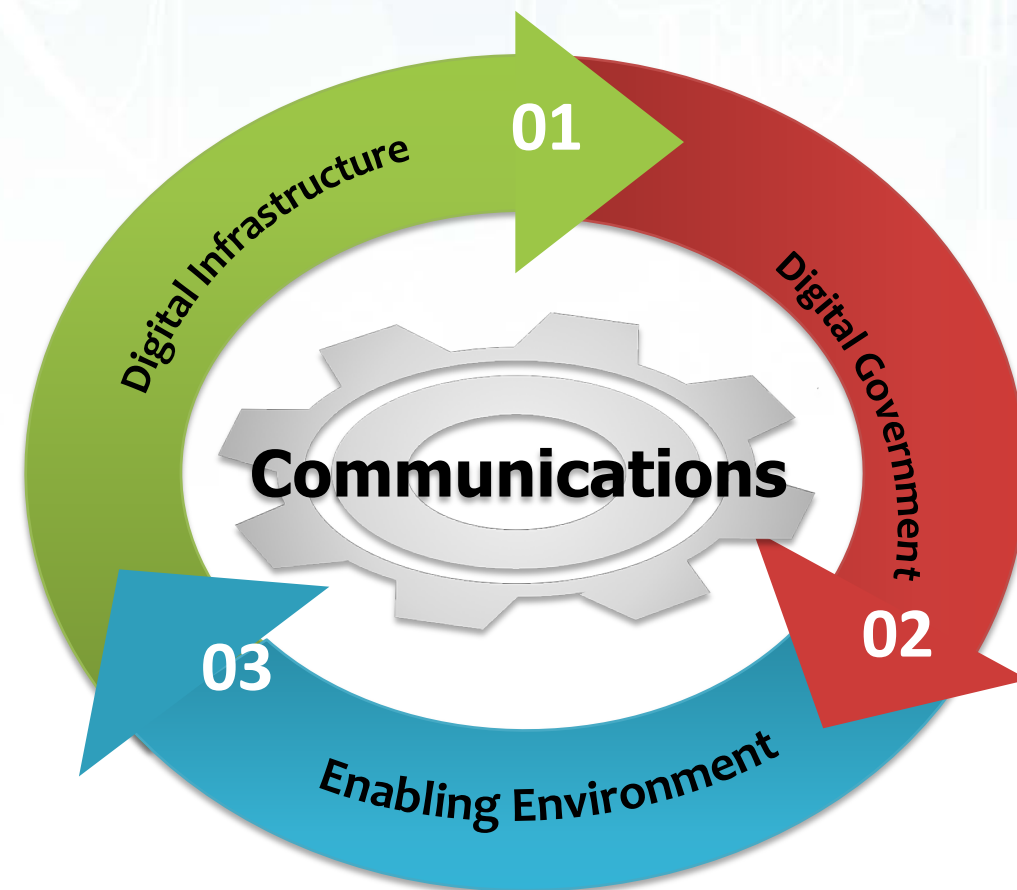 01
Digital Infrastructure
Digital Government
02
Communications
03
Enabling Environment